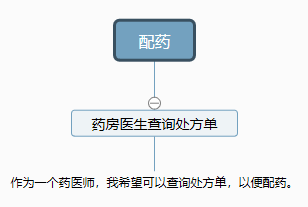 配药
药房医生查询处方单
作为一个药医师，我希望可以查询处方单，以便配药。